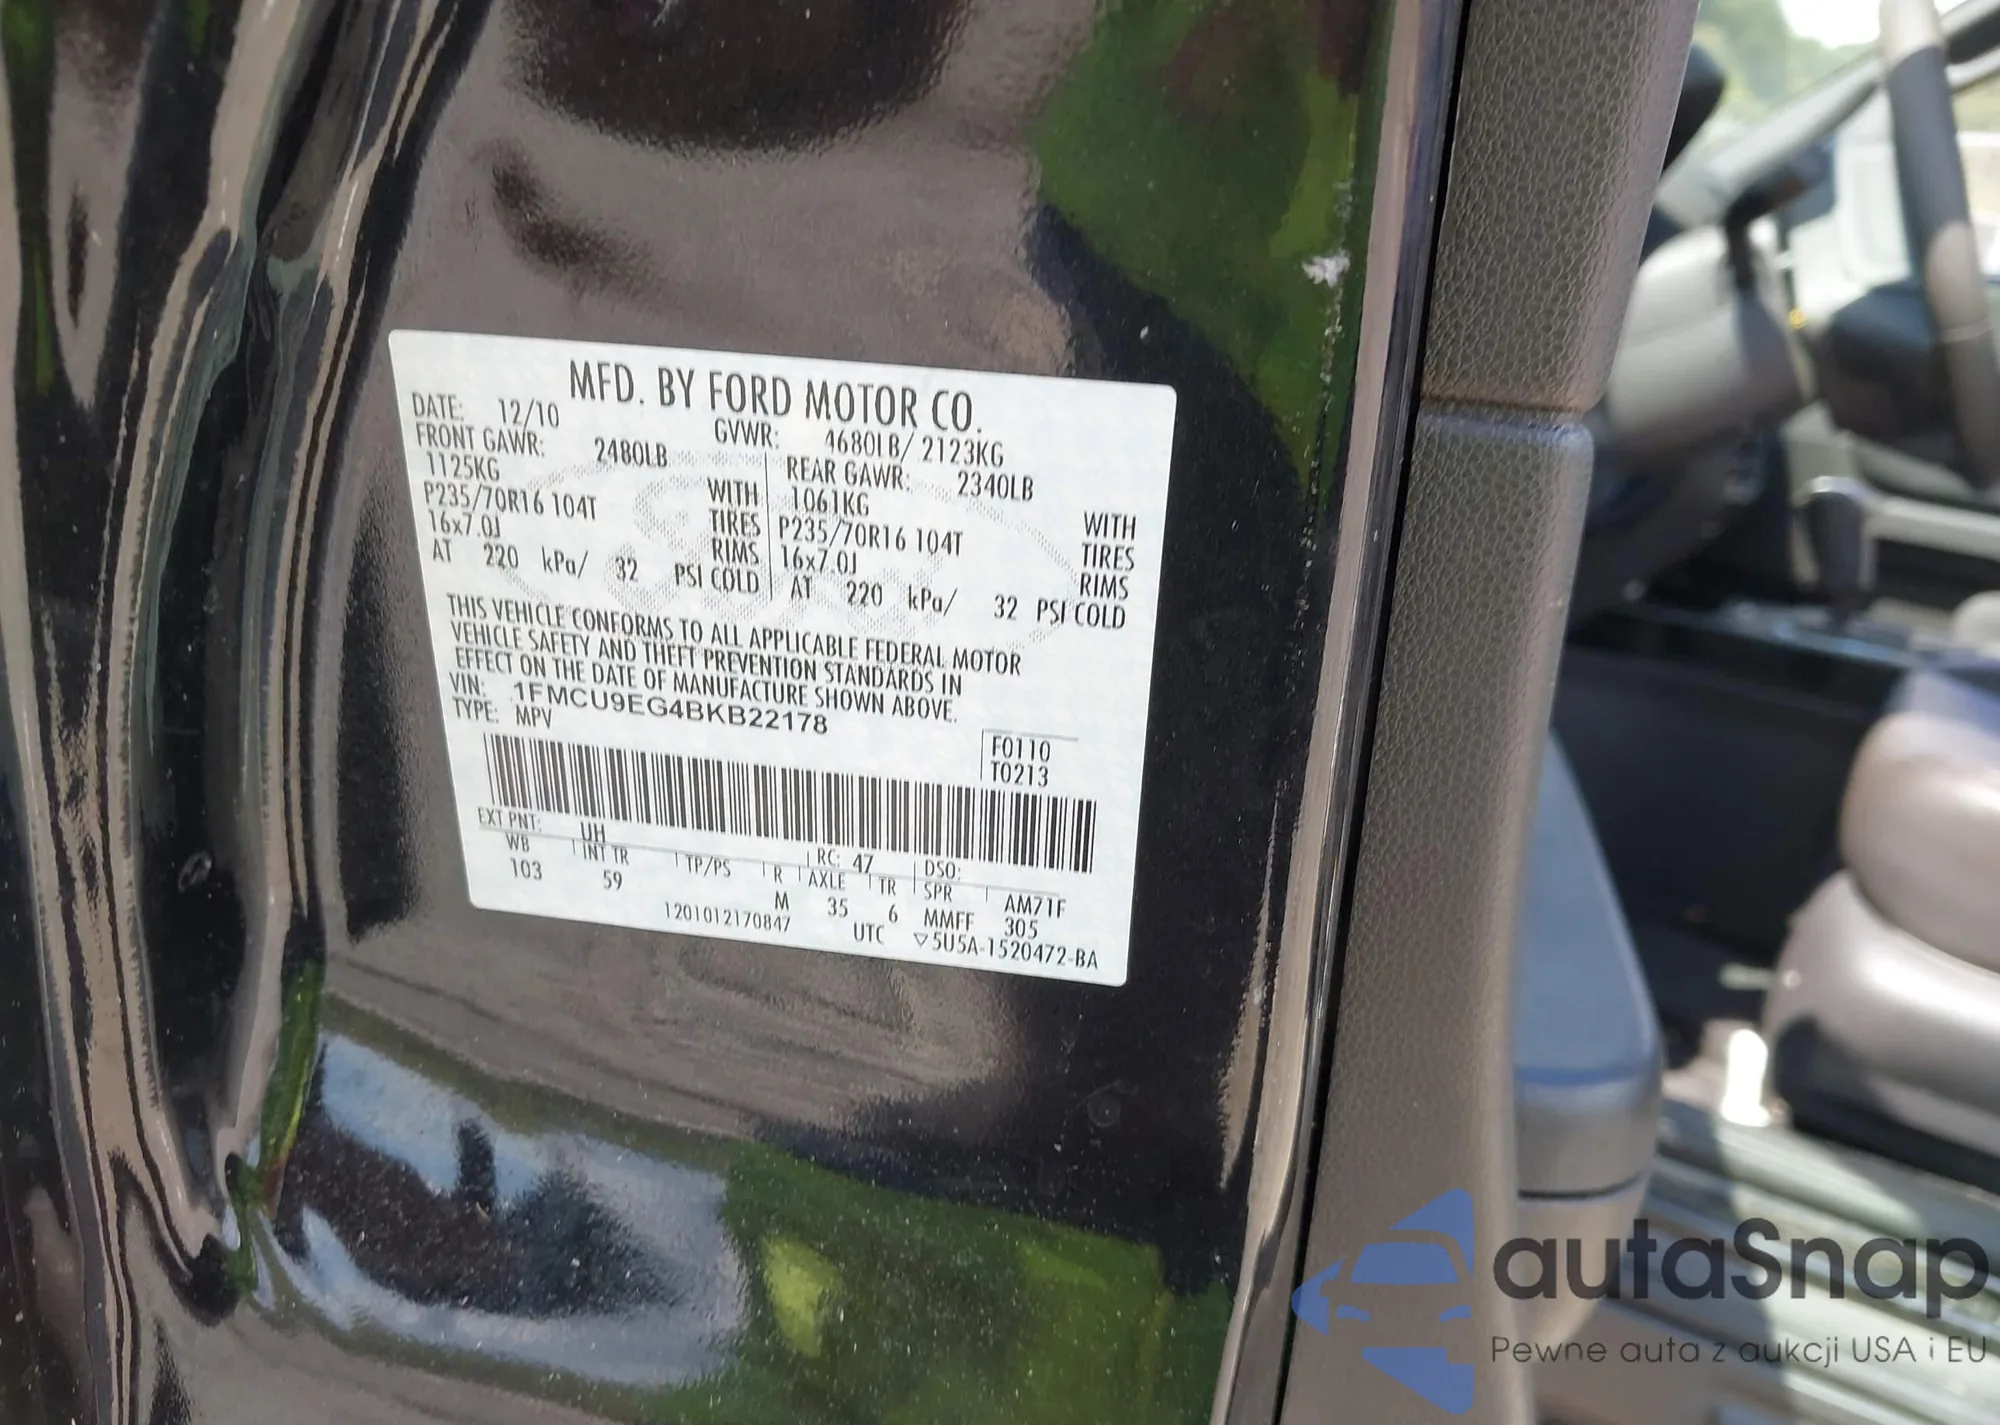 MFD. BY FORD MOTOR CO.
DATE: 12/10 GVWR: 4680LB/ 2123KG
FRONT GAWR: 2480LB REAR GAWR: 2340LB
1125KG WITH 1061KG WITH
P235/70R16 104T TIRES P235/70R16 104T TIRES
16x7.0J RIMS 16x7.0J RIMS
AT 220 kPa/ 32 PSI COLD AT 220 kPa/ 32 PSI COLD
THIS VEHICLE CONFORMS TO ALL APPLICABLE FEDERAL MOTOR
VEHICLE SAFETY AND THEFT PREVENTION STANDARDS IN
EFFECT ON THE DATE OF MANUFACTURE SHOWN ABOVE.
VIN: 1FMCU9EG4BKB22178
TYPE: MPV
F0110
T0213
EXT PNT: UH RC: 47 DSO:
WB INT TR TP/PS R AXLE TR SPR AM71F
103 59 M 35 6 MMFF 305
1201012170847 UTC ▽5U5A-1520472-BA
autaSnap
Pewne auta z aukcji USA i EU